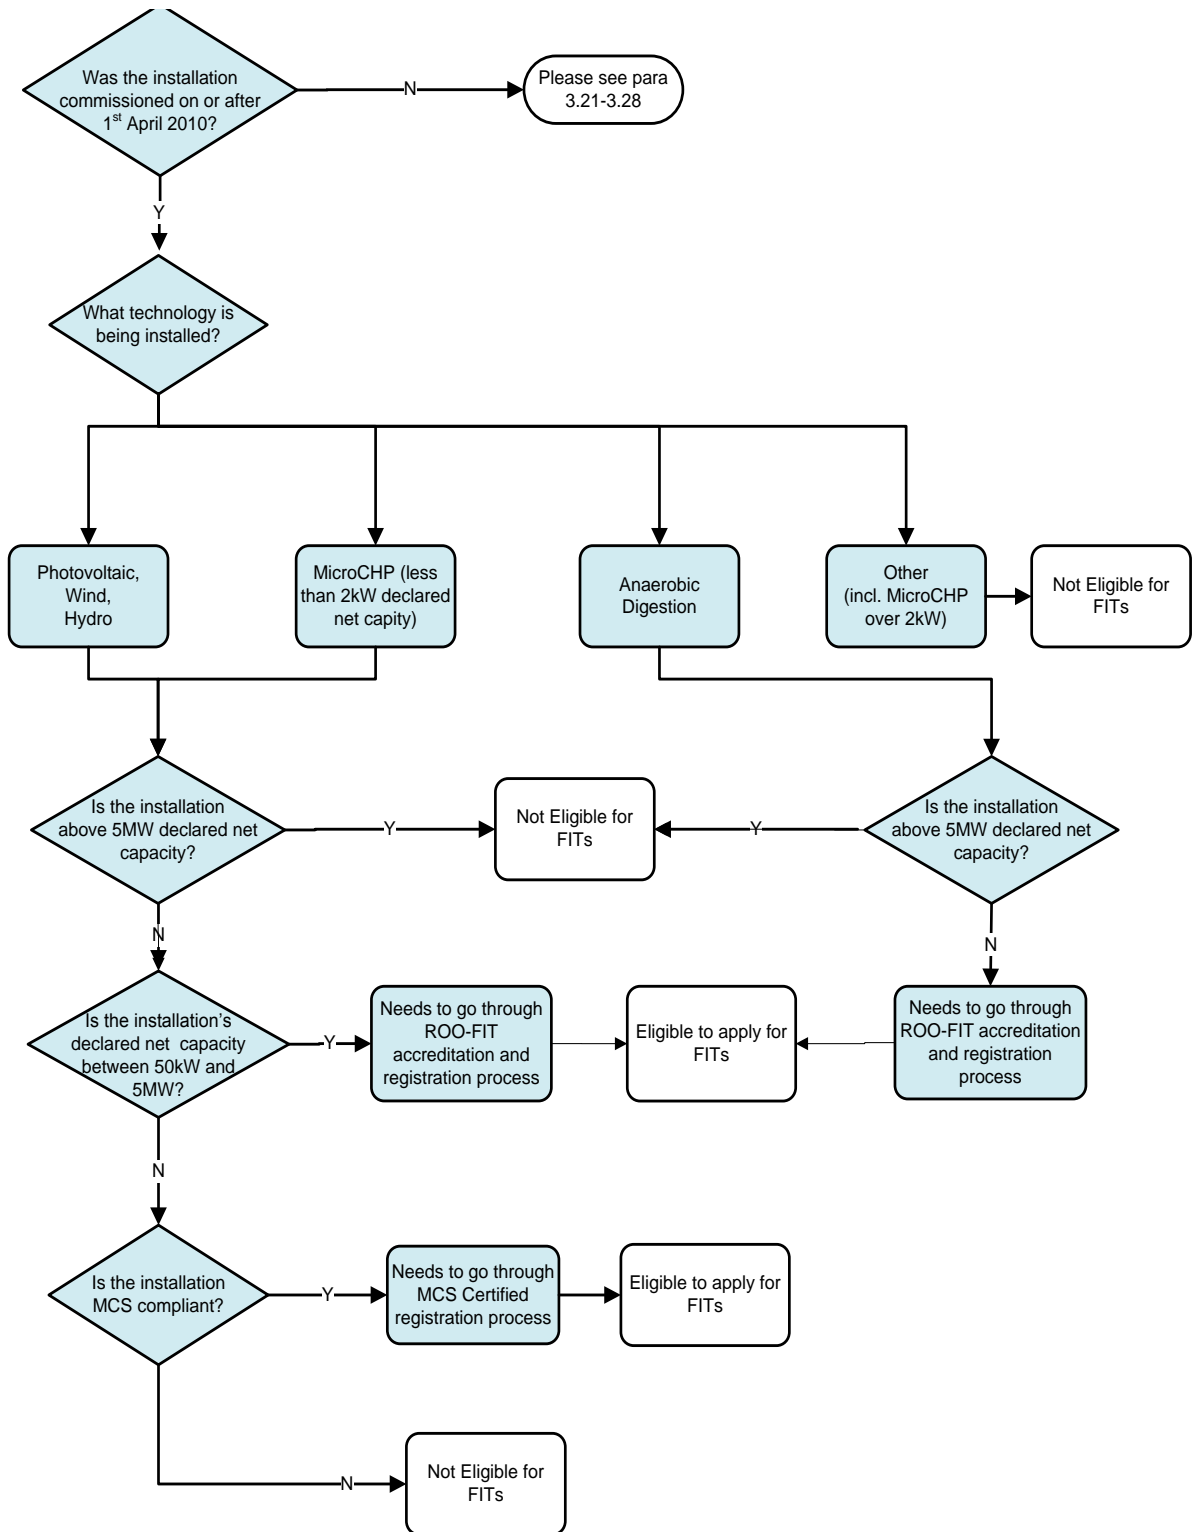 Was the installation
commissioned on or after
1st April 2010?
N
Please see para
3.21-3.28
Y
What technology is
being installed?
Photovoltaic,
Wind,
Hydro
MicroCHP (less
than 2kW declared
net capity)
Anaerobic
Digestion
Other
(incl. MicroCHP
over 2kW)
Not Eligible for
FITs
Is the installation
above 5MW declared net
capacity?
Y
Not Eligible for
FITs
Y
Is the installation
above 5MW declared net
capacity?
N
N
Is the installation's
declared net capacity
between 50kW and
5MW?
Y
Needs to go through
ROO-FIT
accreditation and
registration process
Eligible to apply for
FITs
Needs to go through
ROO-FIT accreditation
and registration
process
N
Is the installation
MCS compliant?
Y
Needs to go through
MCS Certified
registration process
Eligible to apply for
FITs
N
Not Eligible for
FITs